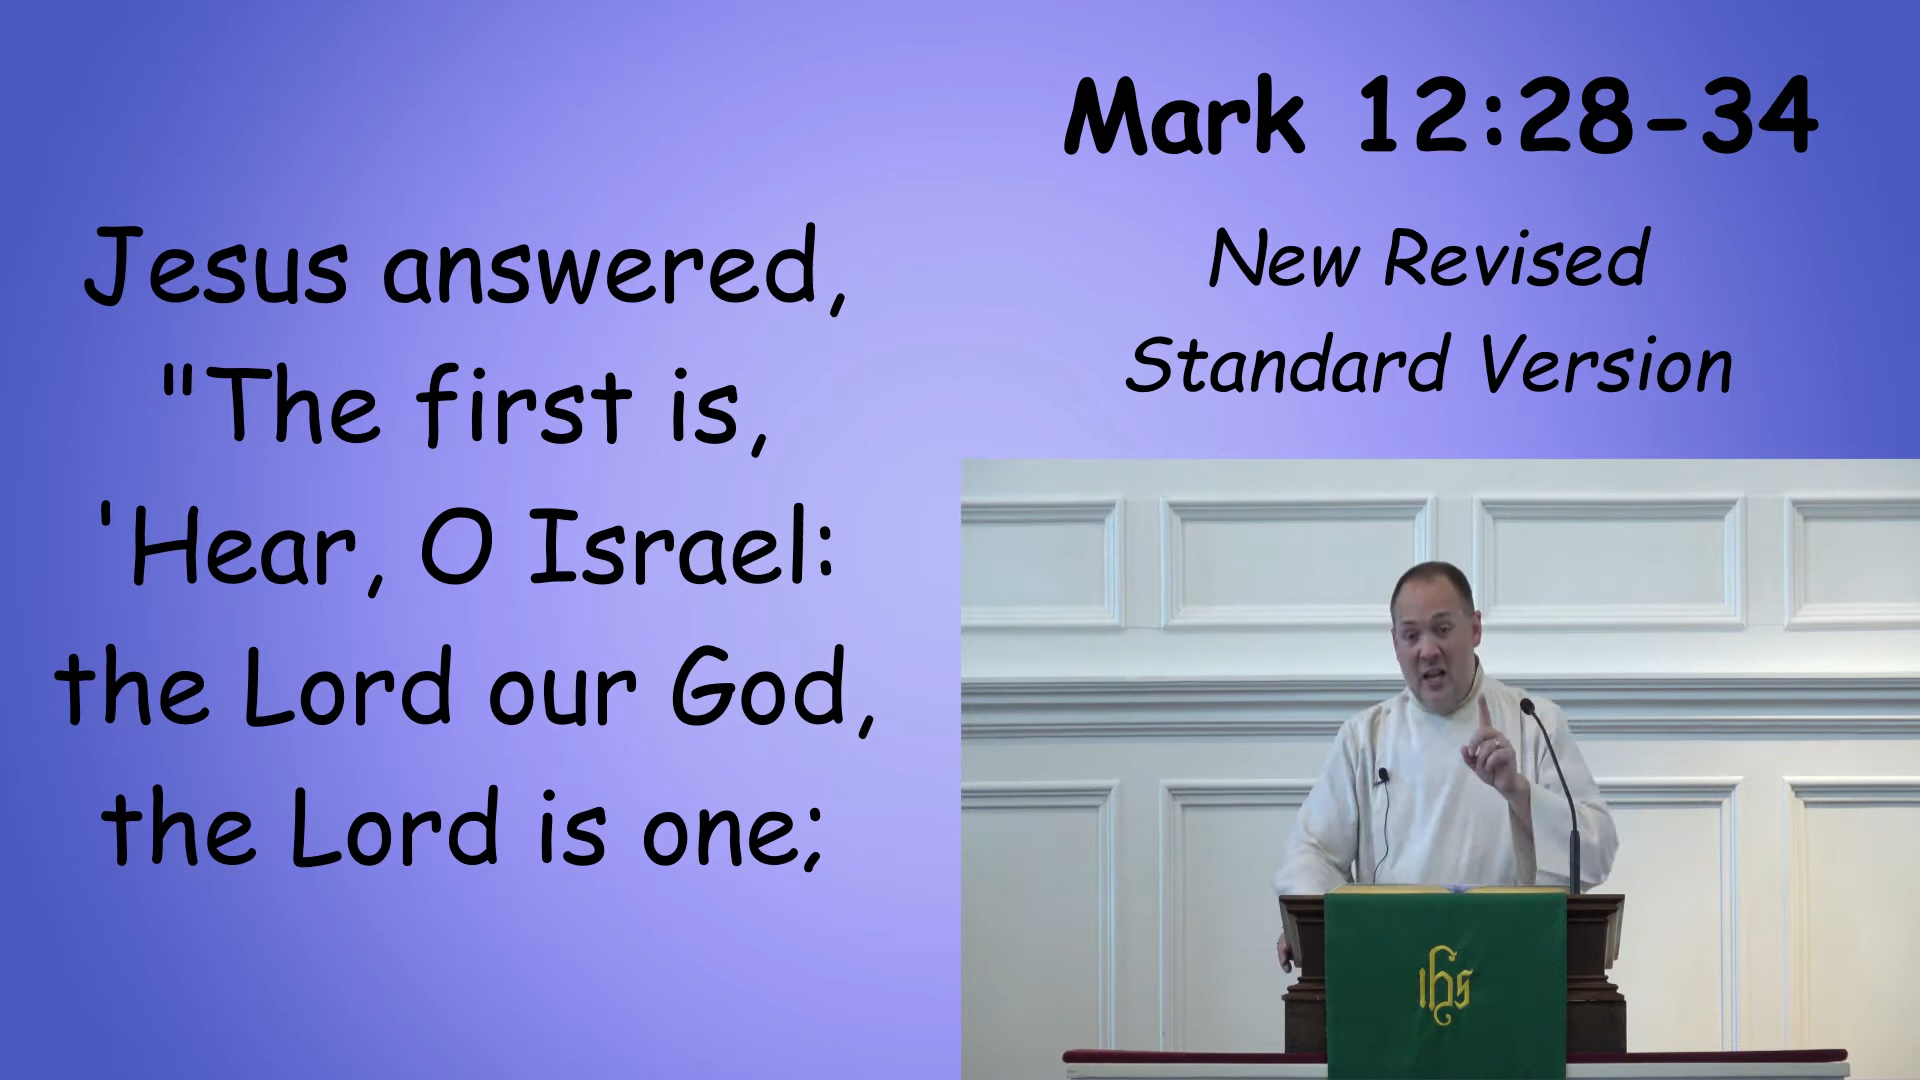 Mark 12:28-34
New Revised
Standard Version
Jesus answered,
"The first is,
'Hear, O Israel:
the Lord our God,
the Lord is one;
ihs